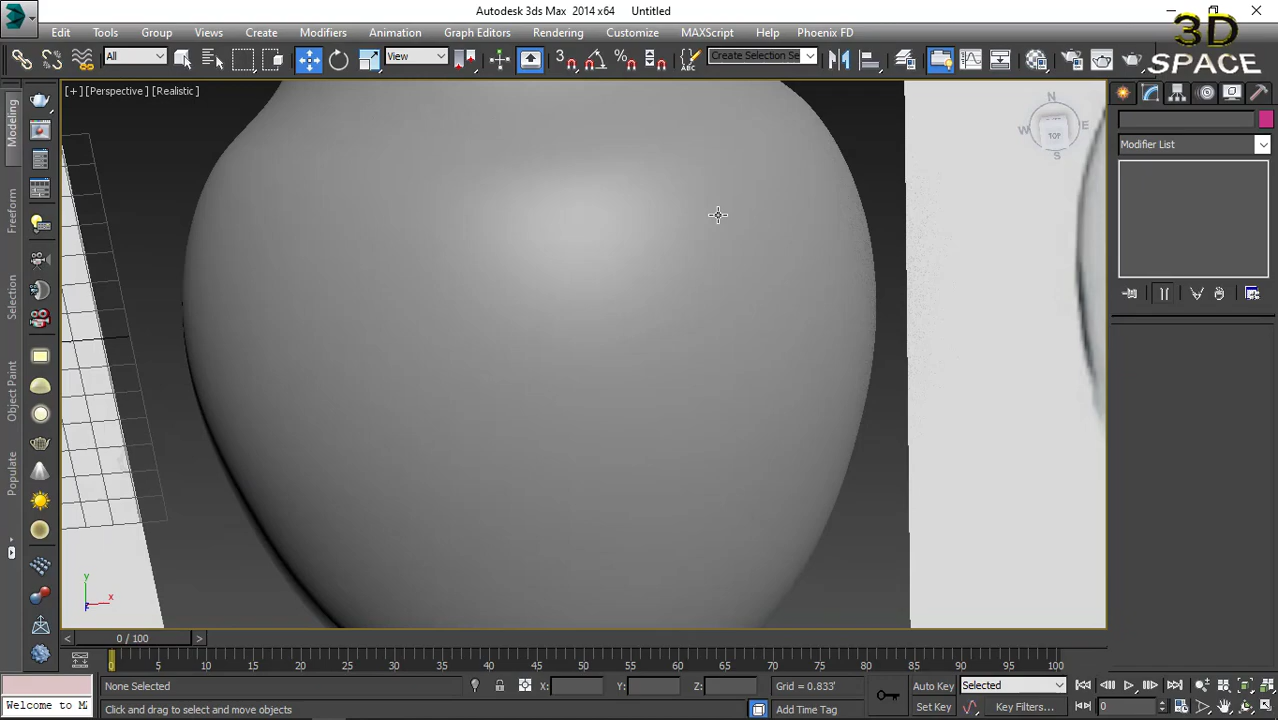 Autodesk 3ds Max 2014 x64 Untitled
3D
SPACE
Edit Tools Group Views Create Modifiers Animation Graph Editors Rendering Customize MAXScript Help Phoenix FD
All
View
3
Create Selection Se
[+] [Perspective] [Realistic]
N
W E
S
TOP
Modifier List
Modeling
Freeform
Selection
Object Paint
Populate
y
x
z
< 0 / 100 >
0 5 10 15 20 25 30 35 40 45 50 55 60 65 70 75 80 85 90 95 100
None Selected X: Y: Z: Grid = 0.833' Auto Key Selected
Welcome to M Click and drag to select and move objects Add Time Tag Set Key Key Filters... 0